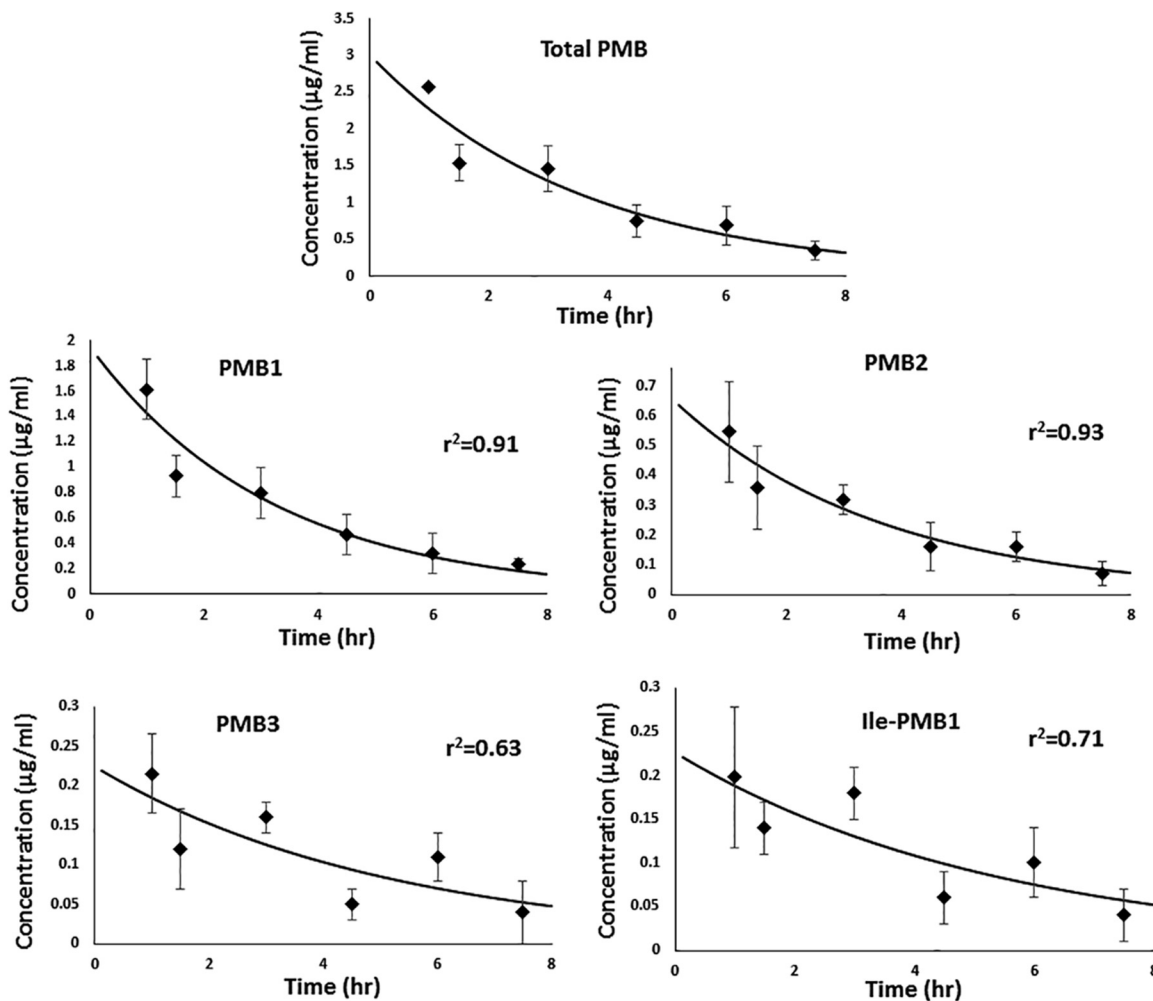 Total PMB
Concentration (µg/ml)
3.5
3
2.5
2
1.5
1
0.5
0
0 2 4 6 8
Time (hr)
PMB1
r²=0.91
Concentration (µg/ml)
2
1.8
1.6
1.4
1.2
1
0.8
0.6
0.4
0.2
0
0 2 4 6 8
Time (hr)
PMB2
r²=0.93
Concentration (µg/ml)
0.7
0.6
0.5
0.4
0.3
0.2
0.1
0
0 2 4 6 8
Time (hr)
PMB3
r²=0.63
Concentration (µg/ml)
0.3
0.25
0.2
0.15
0.1
0.05
0
0 2 4 6 8
Time (hr)
Ile-PMB1
r²=0.71
Concentration (µg/ml)
0.3
0.25
0.2
0.15
0.1
0.05
0
0 2 4 6 8
Time (hr)